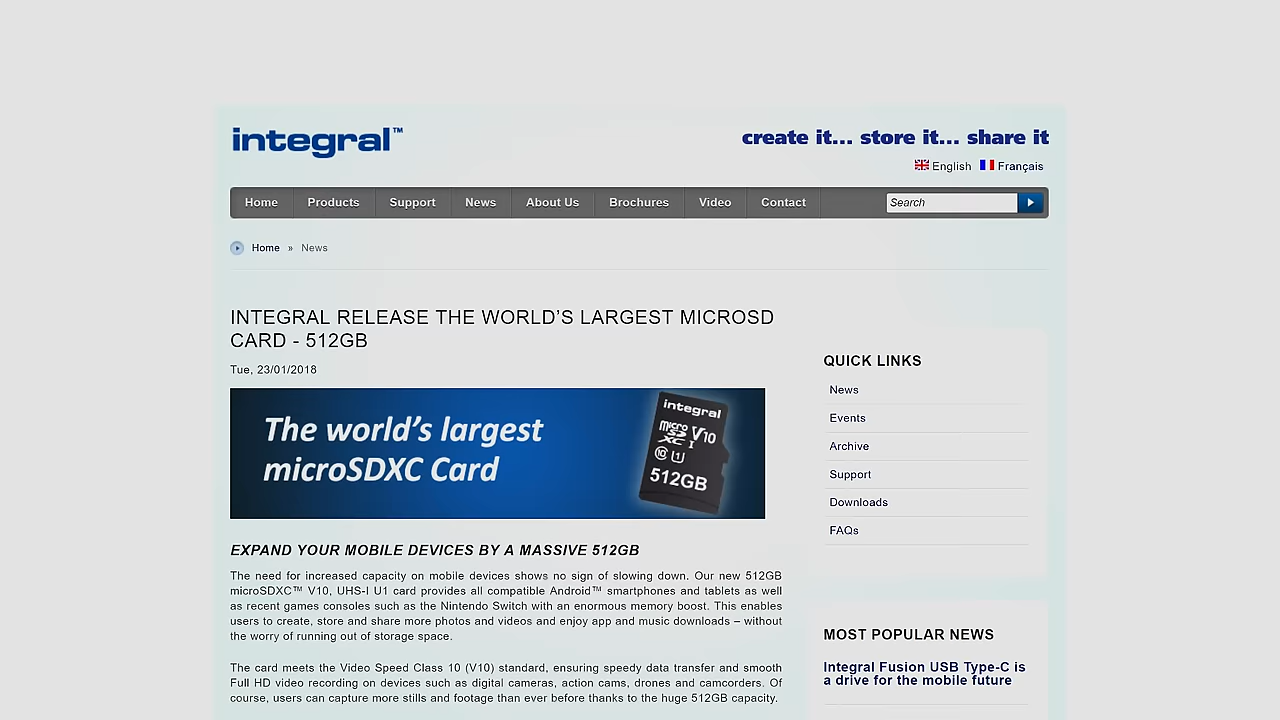 integral™
create it... store it... share it
English Français
Home Products Support News About Us Brochures Video Contact Search
Home » News
INTEGRAL RELEASE THE WORLD'S LARGEST MICROSD
CARD - 512GB
Tue, 23/01/2018
The world's largest
microSDXC Card
integral
micro SD XC I V10
10 U1
512GB
EXPAND YOUR MOBILE DEVICES BY A MASSIVE 512GB
The need for increased capacity on mobile devices shows no sign of slowing down. Our new 512GB
microSDXC™ V10, UHS-I U1 card provides all compatible Android™ smartphones and tablets as well
as recent games consoles such as the Nintendo Switch with an enormous memory boost. This enables
users to create, store and share more photos and videos and enjoy app and music downloads – without
the worry of running out of storage space.
The card meets the Video Speed Class 10 (V10) standard, ensuring speedy data transfer and smooth
Full HD video recording on devices such as digital cameras, action cams, drones and camcorders. Of
course, users can capture more stills and footage than ever before thanks to the huge 512GB capacity.
QUICK LINKS
News
Events
Archive
Support
Downloads
FAQs
MOST POPULAR NEWS
Integral Fusion USB Type-C is
a drive for the mobile future